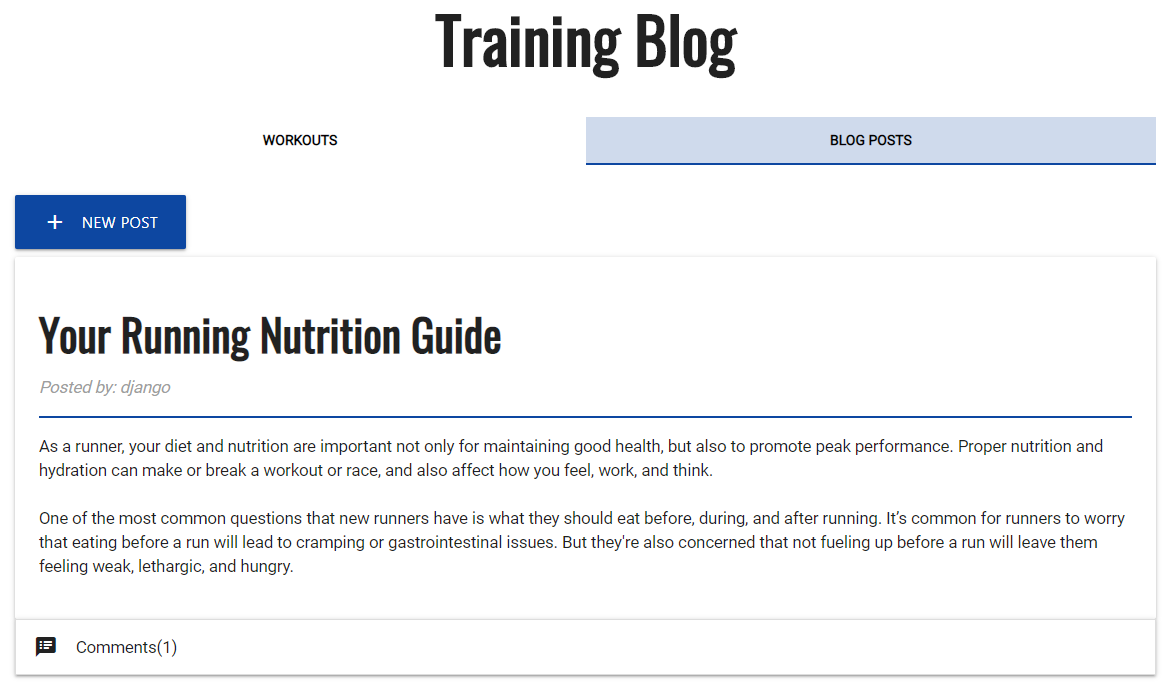 Training Blog
WORKOUTS
BLOG POSTS
NEW POST
Your Running Nutrition Guide
Posted by: django
As a runner, your diet and nutrition are important not only for maintaining good health, but also to promote peak performance. Proper nutrition and
hydration can make or break a workout or race, and also affect how you feel, work, and think.
One of the most common questions that new runners have is what they should eat before, during, and after running. It’s common for runners to worry
that eating before a run will lead to cramping or gastrointestinal issues. But they're also concerned that not fueling up before a run will leave them
feeling weak, lethargic, and hungry.
Comments(1)